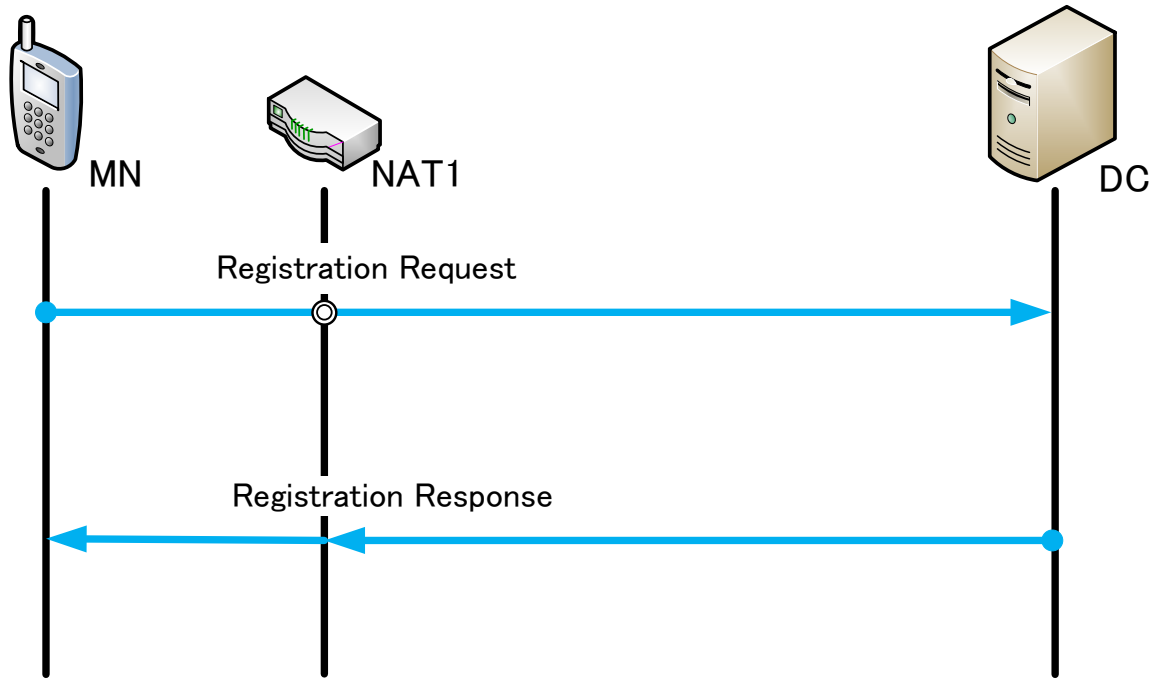 MN
NAT1
DC
Registration Request
Registration Response